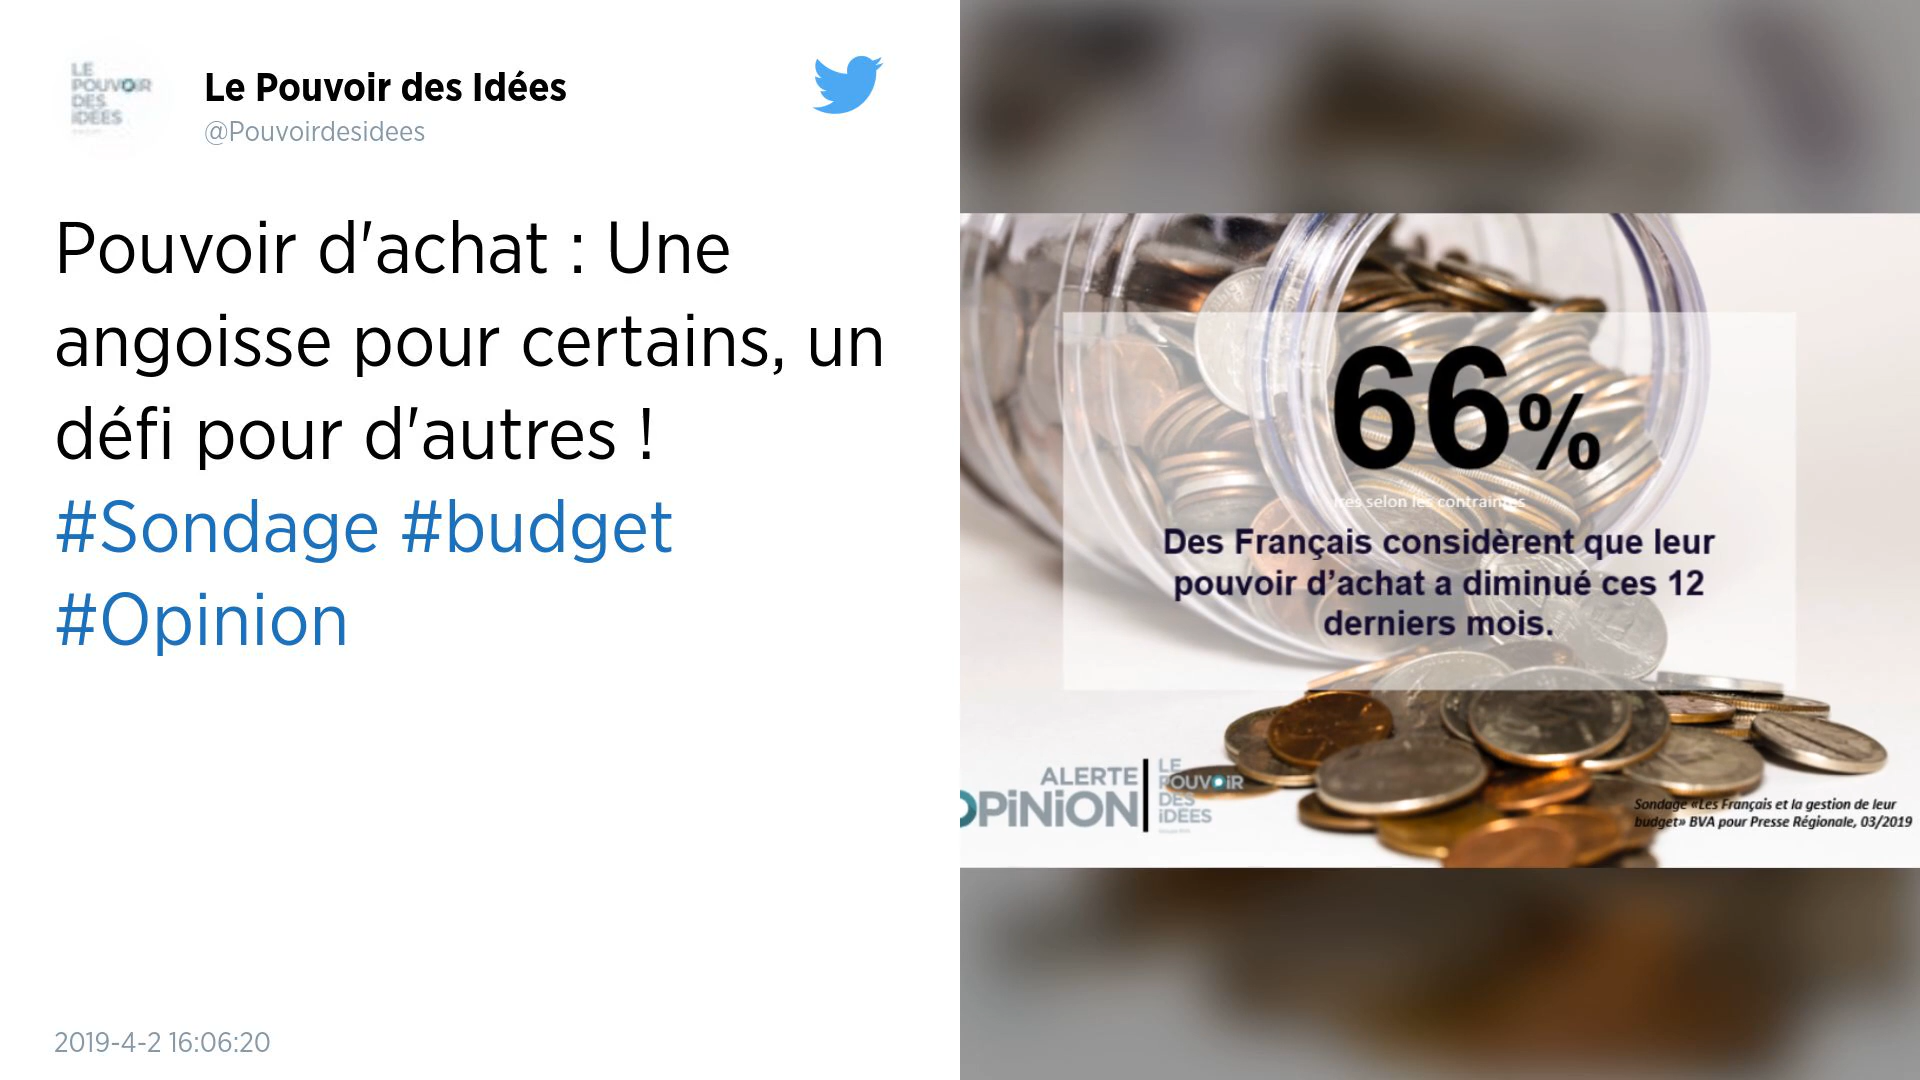 LE
POUVOIR
DES
iDÉES
Le Pouvoir des Idées
@Pouvoirdesidees
Pouvoir d'achat : Une
angoisse pour certains, un
défi pour d'autres !
#Sondage #budget
#Opinion
2019-4-2 16:06:20
66%
selon les contraintes
Des Français considèrent que leur
pouvoir d’achat a diminué ces 12
derniers mois.
ALERTE
OPiNiON
LE
POUVOiR
DES
iDÉES
Sondage «Les Français et la gestion de leur
budget» BVA pour Presse Régionale, 03/2019